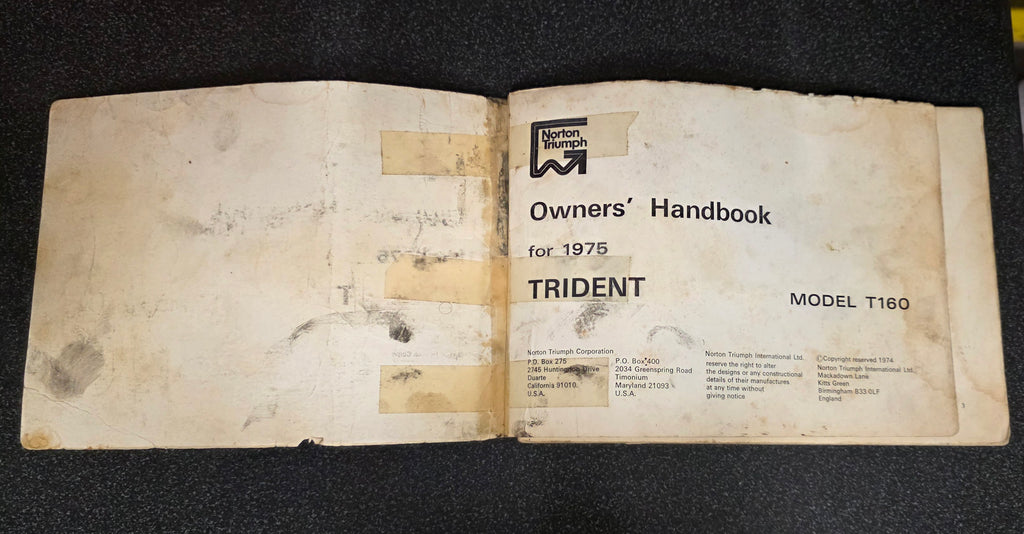 Norton
Triumph
Owners' Handbook
for 1975
TRIDENT
MODEL T160
Norton Triumph Corporation
P.O. Box 275
2745 Huntington Drive
Duarte
California 91010.
U.S.A.
P.O. Box 400
2034 Greenspring Road
Timonium
Maryland 21093
U.S.A.
Norton Triumph International Ltd.
reserve the right to alter
the designs or any constructional
details of their manufactures
at any time without
giving notice
©Copyright reserved 1974
Norton Triumph International Ltd.
Mackadown Lane
Kitts Green
Birmingham B33 0LF
England
3